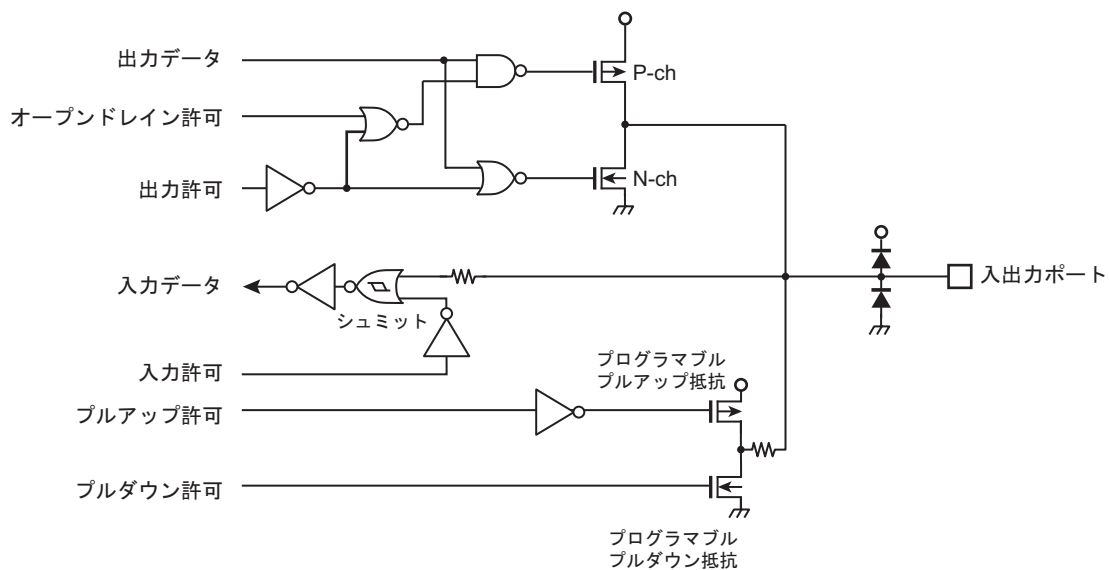 出力データ
P-ch
オープンドレイン許可
出力許可
N-ch
入力データ
シュミット
入出力ポート
入力許可
プログラマブル
プルアップ抵抗
プルアップ許可
プルダウン許可
プログラマブル
プルダウン抵抗